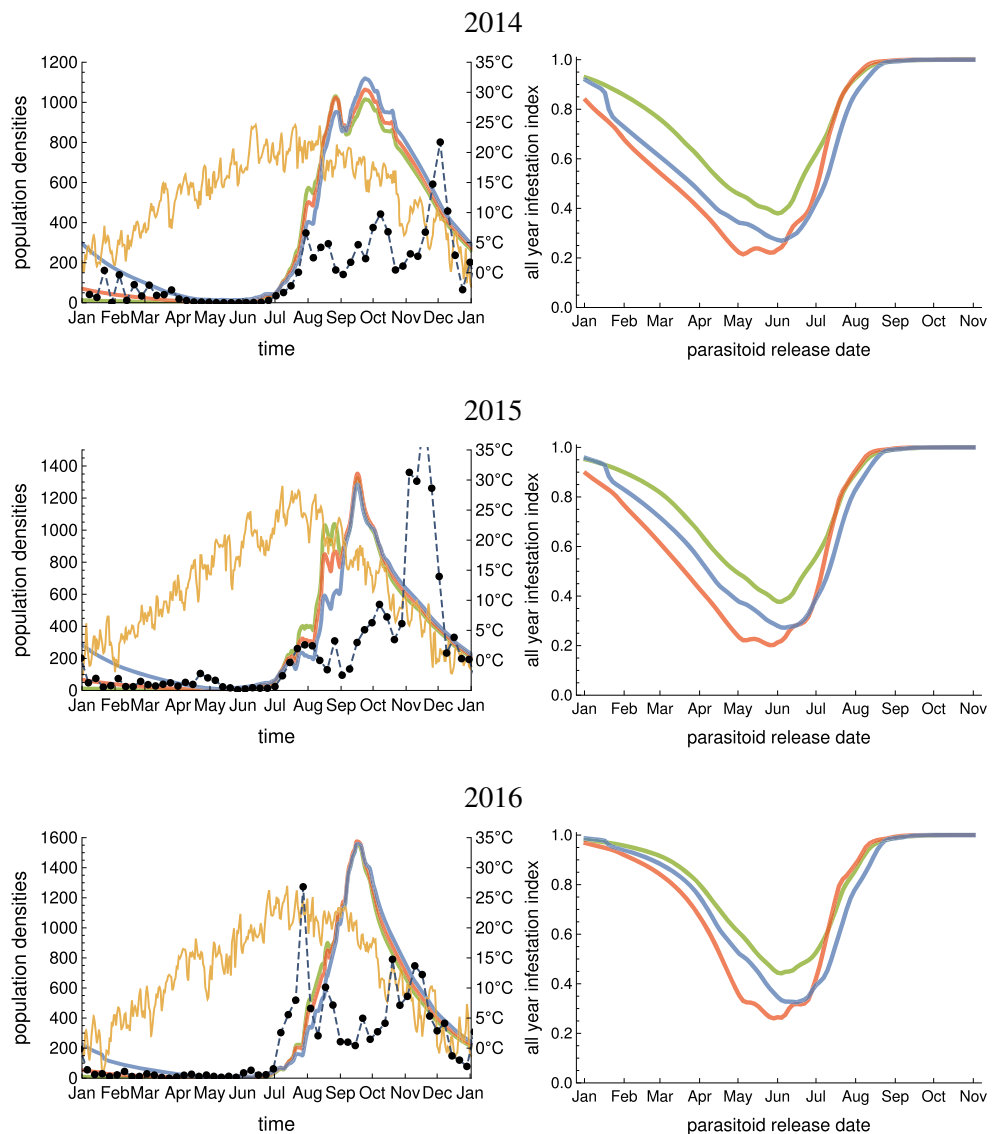 2014
population densities
1200
1000
800
600
400
200
0
35°C
30°C
25°C
20°C
15°C
10°C
5°C
0°C
Jan Feb Mar Apr May Jun Jul Aug Sep Oct Nov Dec Jan
time
all year infestation index
1.0
0.8
0.6
0.4
0.2
0.0
Jan Feb Mar Apr May Jun Jul Aug Sep Oct Nov
parasitoid release date
2015
population densities
1400
1200
1000
800
600
400
200
0
35°C
30°C
25°C
20°C
15°C
10°C
5°C
0°C
Jan Feb Mar Apr May Jun Jul Aug Sep Oct Nov Dec Jan
time
all year infestation index
1.0
0.8
0.6
0.4
0.2
0.0
Jan Feb Mar Apr May Jun Jul Aug Sep Oct Nov
parasitoid release date
2016
population densities
1600
1400
1200
1000
800
600
400
200
0
35°C
30°C
25°C
20°C
15°C
10°C
5°C
0°C
Jan Feb Mar Apr May Jun Jul Aug Sep Oct Nov Dec Jan
time
all year infestation index
1.0
0.8
0.6
0.4
0.2
0.0
Jan Feb Mar Apr May Jun Jul Aug Sep Oct Nov
parasitoid release date